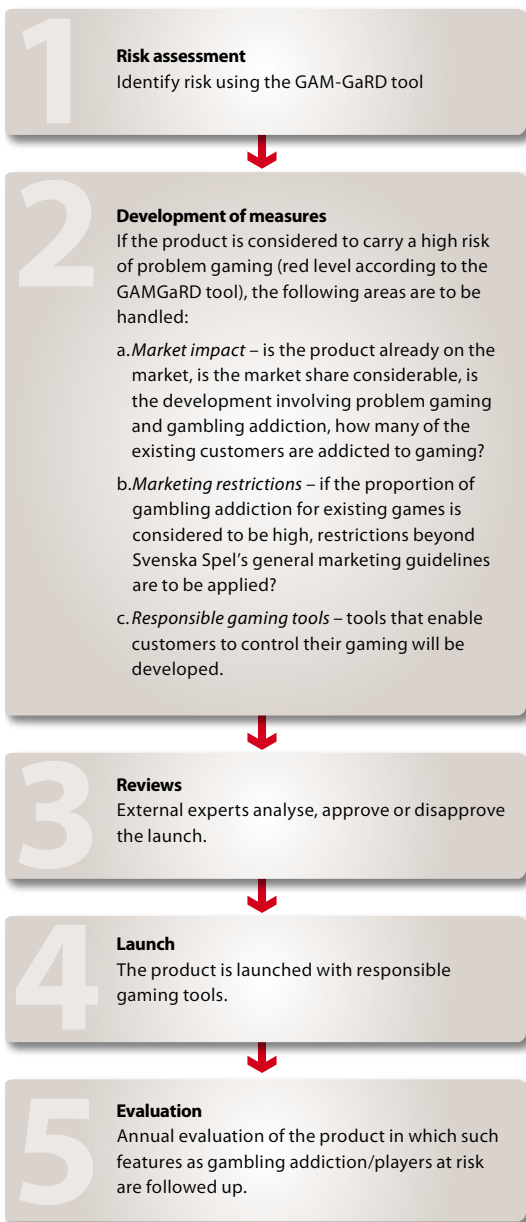 1
Risk assessment
Identify risk using the GAM-GaRD tool
2
Development of measures
If the product is considered to carry a high risk
of problem gaming (red level according to the
GAMGaRD tool), the following areas are to be
handled:
a. Market impact – is the product already on the
market, is the market share considerable, is
the development involving problem gaming
and gambling addiction, how many of the
existing customers are addicted to gaming?
b. Marketing restrictions – if the proportion of
gambling addiction for existing games is
considered to be high, restrictions beyond
Svenska Spel’s general marketing guidelines
are to be applied?
c. Responsible gaming tools – tools that enable
customers to control their gaming will be
developed.
3
Reviews
External experts analyse, approve or disapprove
the launch.
4
Launch
The product is launched with responsible
gaming tools.
5
Evaluation
Annual evaluation of the product in which such
features as gambling addiction/players at risk
are followed up.